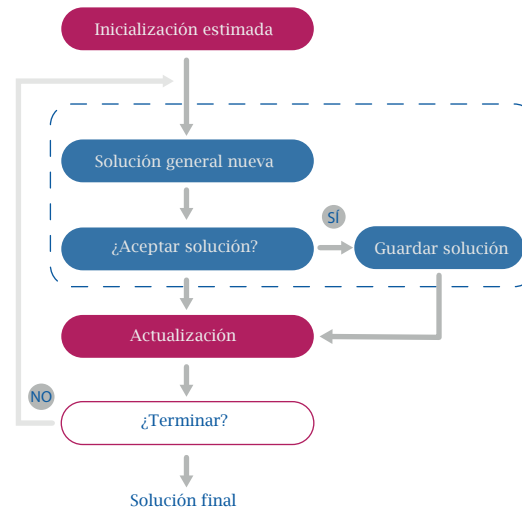 Inicialización estimada
Solución general nueva
SÍ
¿Aceptar solución?
Guardar solución
Actualización
NO
¿Terminar?
Solución final